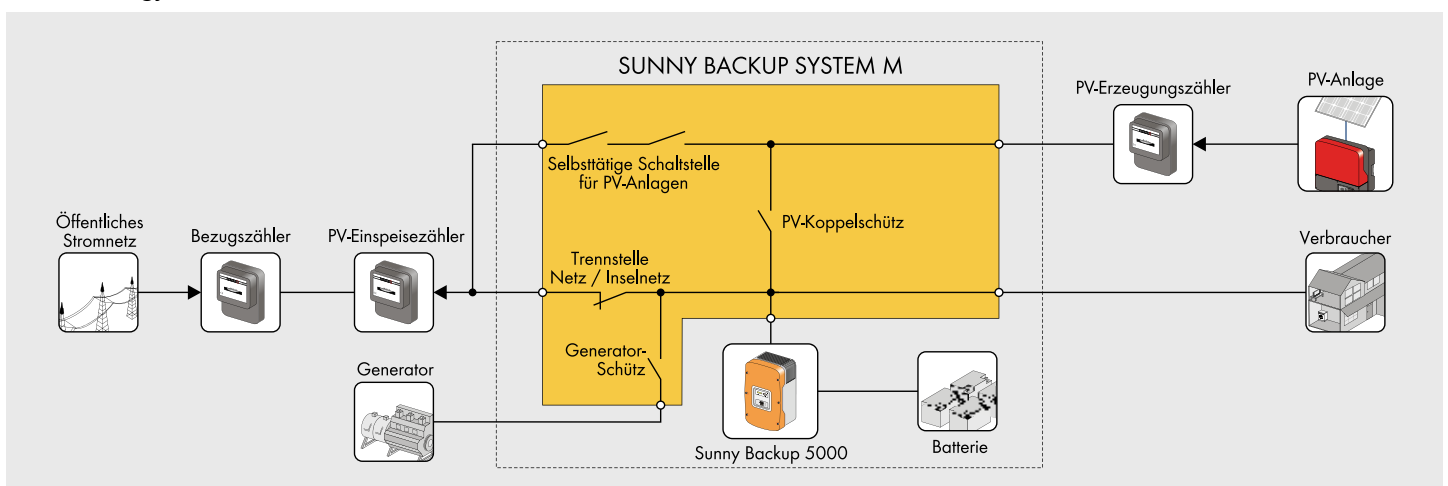 SUNNY BACKUP SYSTEM M
PV-Erzeugungszähler
PV-Anlage
Selbsttätige Schaltstelle
für PV-Anlagen
PV-Koppelschütz
Öffentliches
Stromnetz
Bezugszähler
PV-Einspeisezähler
Trennstelle
Netz / Inselnetz
Verbraucher
Generator-
Schütz
Generator
Sunny Backup 5000
Batterie